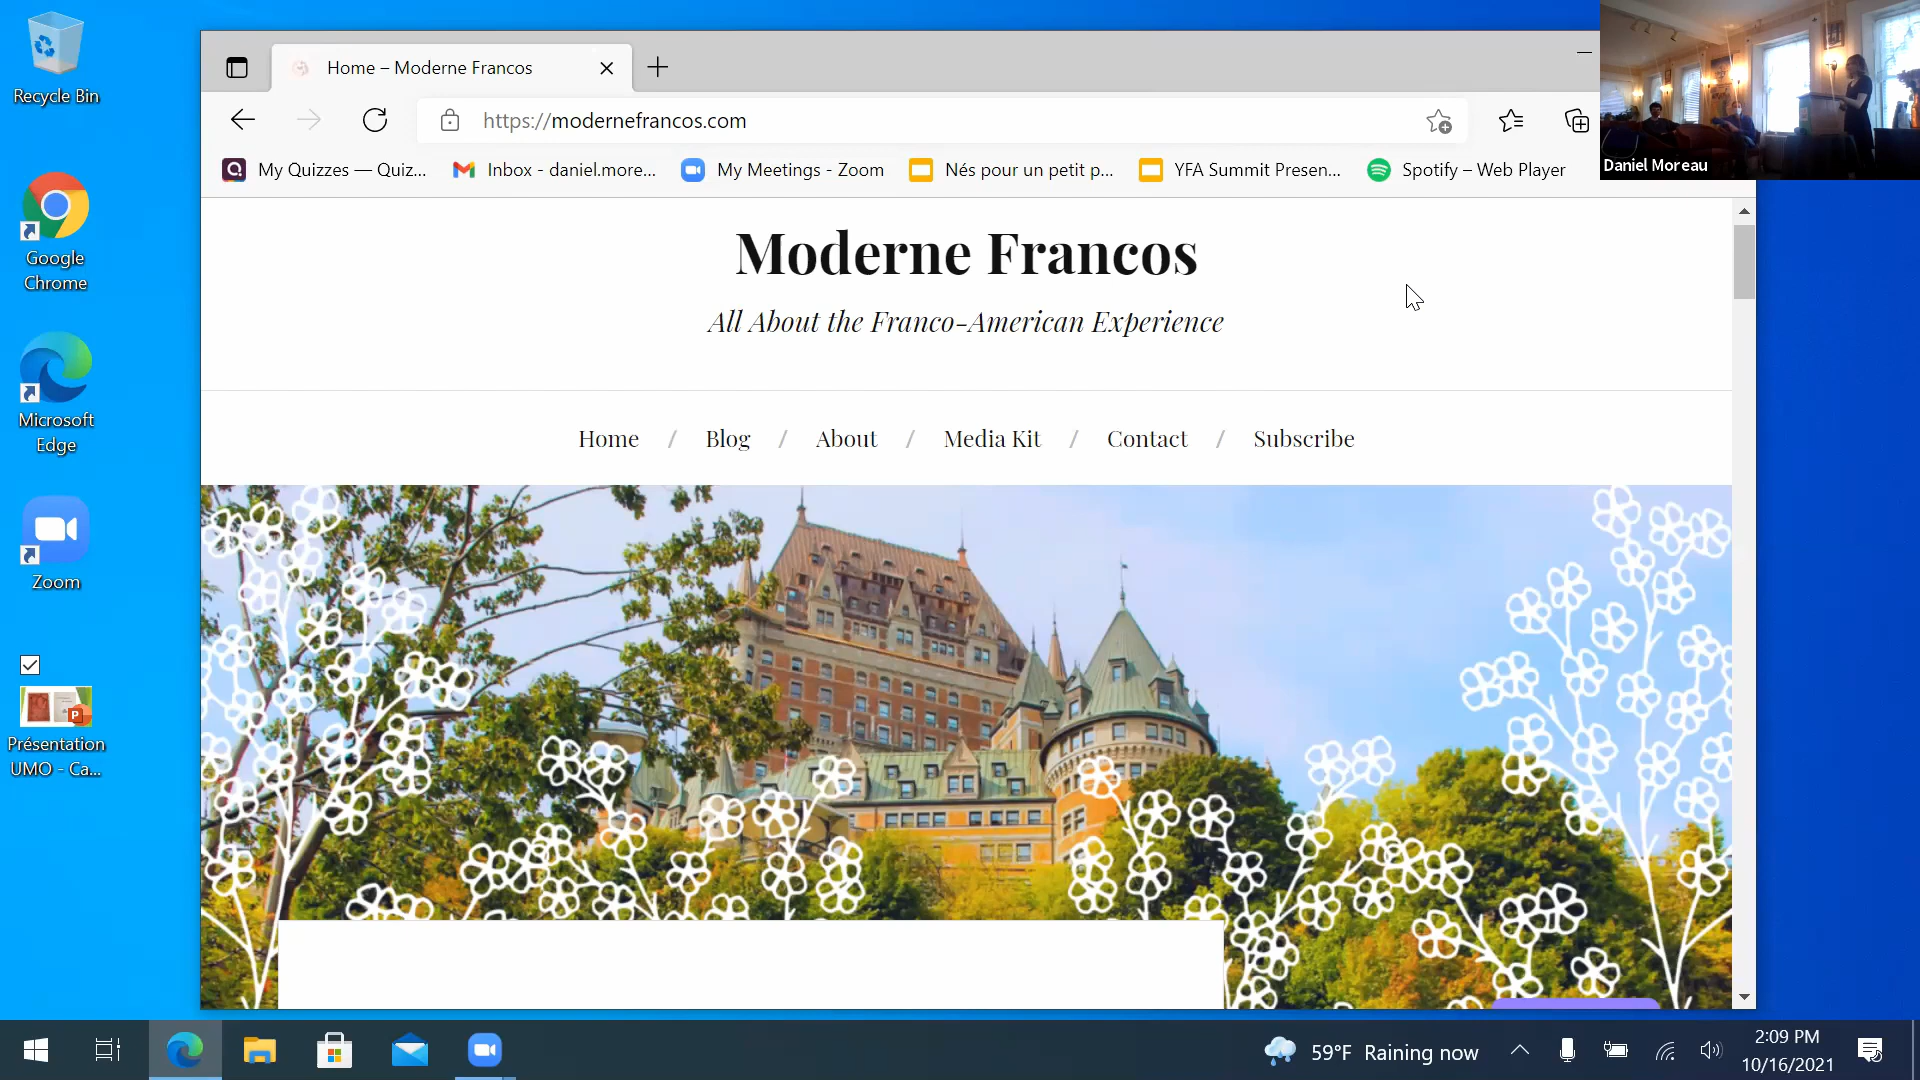 Recycle Bin
Google
Chrome
Microsoft
Edge
Zoom
Présentation
UMO - Ca...
Home – Moderne Francos
https://modernefrancos.com
My Quizzes — Quiz...
Inbox - daniel.more...
My Meetings - Zoom
Nés pour un petit p...
YFA Summit Presen...
Spotify – Web Player
Daniel Moreau
Moderne Francos
All About the Franco-American Experience
Home / Blog / About / Media Kit / Contact / Subscribe
59°F Raining now
2:09 PM
10/16/2021